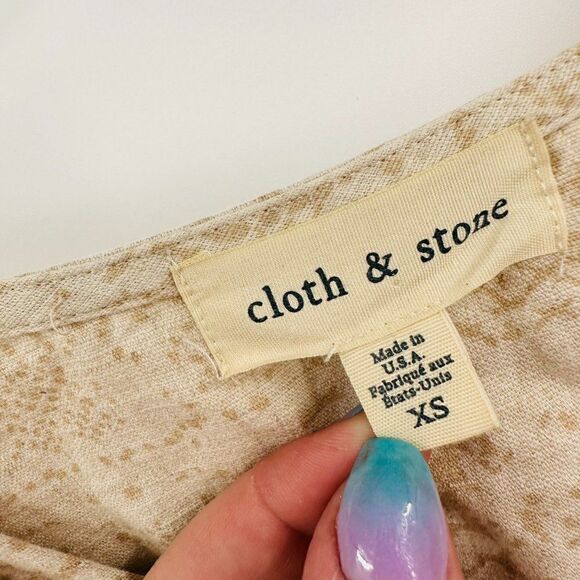 cloth & stone
Made in
U.S.A.
Fabriqué aux
États-Unis
XS